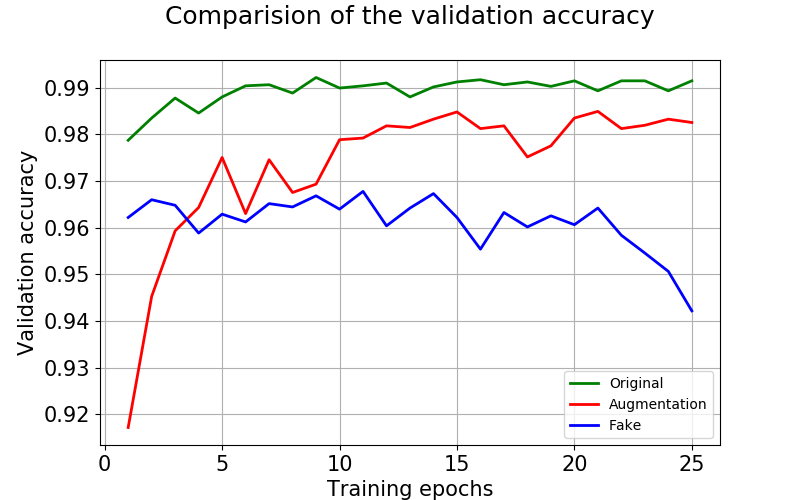 Comparision of the validation accuracy
Validation accuracy
0.99
0.98
0.97
0.96
0.95
0.94
0.93
0.92
0 5 10 15 20 25
Training epochs
Original
Augmentation
Fake